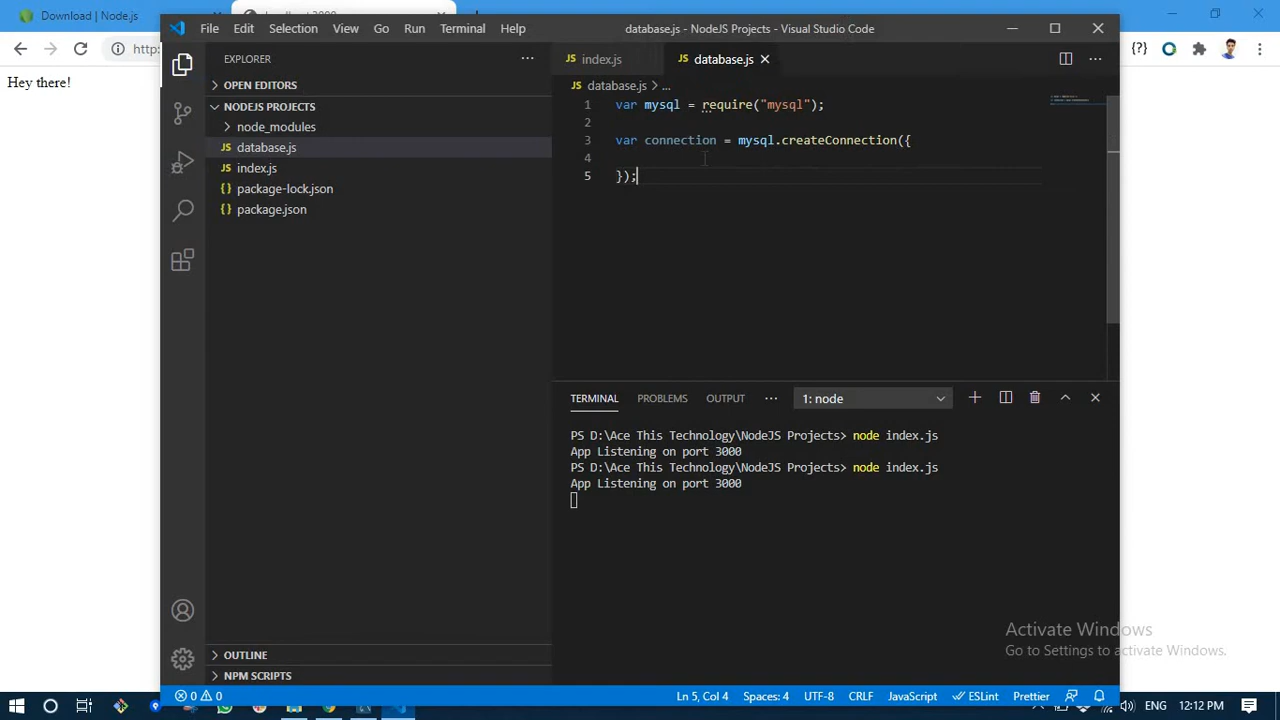 Download | Node.js
File Edit Selection View Go Run Terminal Help
database.js - NodeJS Projects - Visual Studio Code
http
Hey there!
EXPLORER
OPEN EDITORS
NODEJS PROJECTS
node_modules
JS database.js
JS index.js
{} package-lock.json
{} package.json
OUTLINE
NPM SCRIPTS
JS index.js
JS database.js
JS database.js > ...
1 var mysql = require("mysql");
2
3 var connection = mysql.createConnection({
4
5 });
TERMINAL PROBLEMS OUTPUT ... 1: node
PS D:\Ace This Technology\NodeJS Projects> node index.js
App Listening on port 3000
PS D:\Ace This Technology\NodeJS Projects> node index.js
App Listening on port 3000
Activate Windows
Go to Settings to activate Windows.
0 0 Ln 5, Col 4 Spaces: 4 UTF-8 CRLF JavaScript ESLint Prettier
ENG 12:12 PM